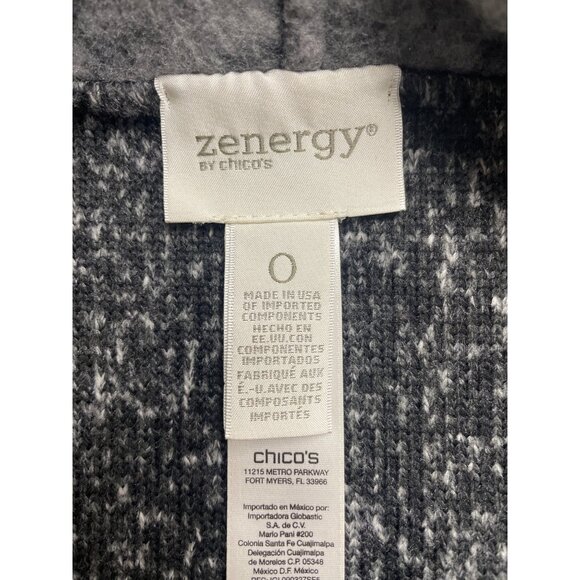 zenergy®
BY chico's
O
MADE IN USA
OF IMPORTED
COMPONENTS
HECHO EN
EE.UU.CON
COMPONENTES
IMPORTADOS
FABRIQUÉ AUX
É.-U.AVEC DES
COMPOSANTS
IMPORTÉS
chico's
11215 METRO PARKWAY
FORT MYERS, FL 33966
Importado en México por:
Importadora Globastic
S.A. de C.V.
Mario Pani #200
Colonia Santa Fe Cuajimalpa
Delegación Cuajimalpa
de Morelos C.P. 05348
México D.F. México